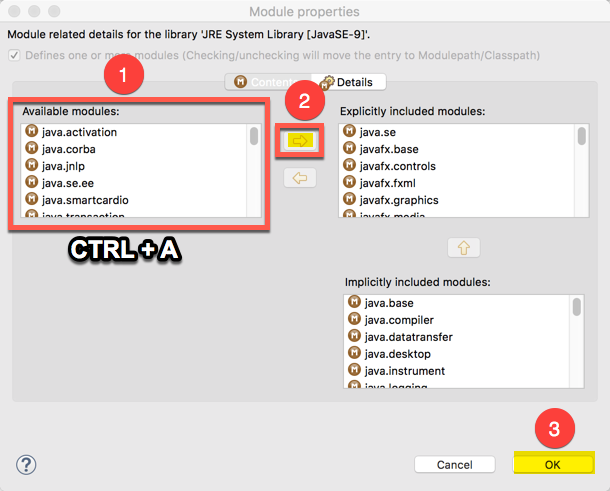 Module properties
Module related details for the library 'JRE System Library [JavaSE-9]'.
Defines one or more modules (Checking/unchecking will move the entry to Modulepath/Classpath)
Contents Details
1
2
Available modules:
M java.activation
M java.corba
M java.jnlp
M java.se.ee
M java.smartcardio
M java.transaction
CTRL + A
Explicitly included modules:
M java.se
M javafx.base
M javafx.controls
M javafx.fxml
M javafx.graphics
M javafx.media
Implicitly included modules:
M java.base
M java.compiler
M java.datatransfer
M java.desktop
M java.instrument
M java.logging
3
? Cancel OK